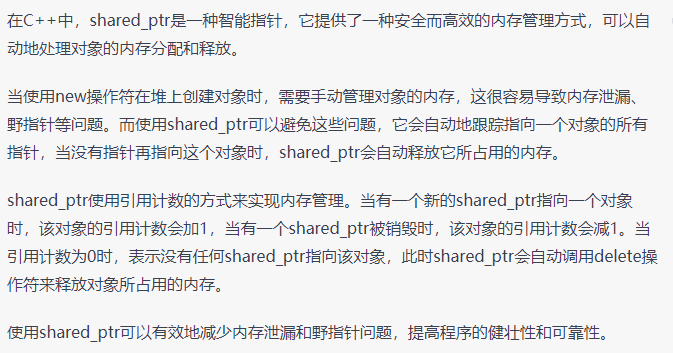 在C++中，shared_ptr是一种智能指针，它提供了一种安全而高效的内存管理方式，可以自
动地处理对象的内存分配和释放。
当使用new操作符在堆上创建对象时，需要手动管理对象的内存，这很容易导致内存泄漏、
野指针等问题。而使用shared_ptr可以避免这些问题，它会自动地跟踪指向一个对象的所有
指针，当没有指针再指向这个对象时，shared_ptr会自动释放它所占用的内存。
shared_ptr使用引用计数的方式来实现内存管理。当有一个新的shared_ptr指向一个对象
时，该对象的引用计数会加1，当有一个shared_ptr被销毁时，该对象的引用计数会减1。当
引用计数为0时，表示没有任何shared_ptr指向该对象，此时shared_ptr会自动调用delete操
作符来释放对象所占用的内存。
使用shared_ptr可以有效地减少内存泄漏和野指针问题，提高程序的健壮性和可靠性。